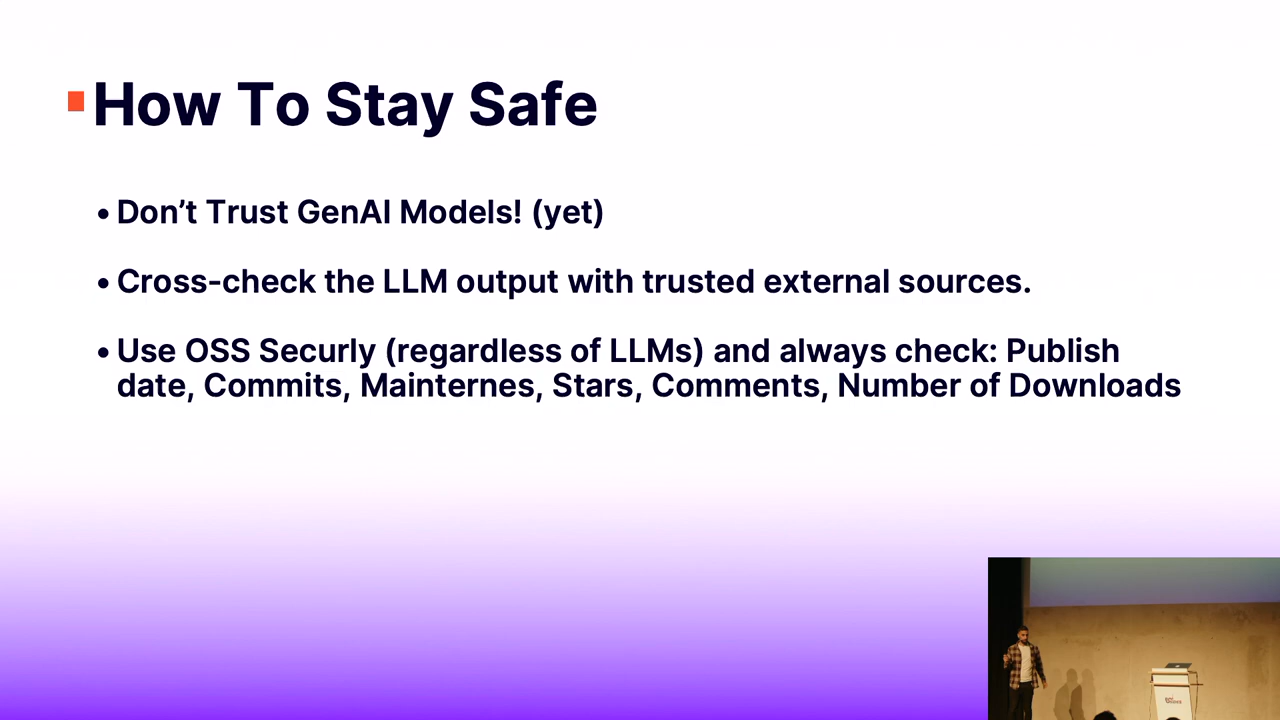 How To Stay Safe
• Don’t Trust GenAI Models! (yet)
• Cross-check the LLM output with trusted external sources.
• Use OSS Securly (regardless of LLMs) and always check: Publish
date, Commits, Mainternes, Stars, Comments, Number of Downloads